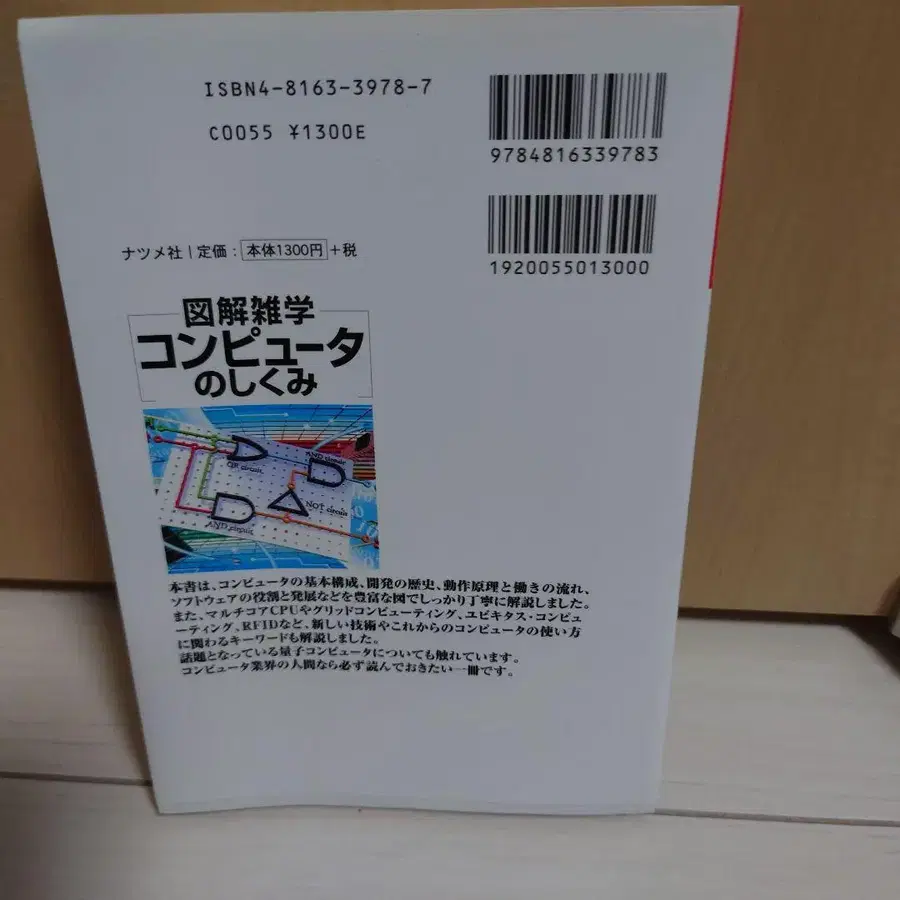 ISBN4-8163-3978-7
C0055 ¥1300E
9784816339783
1920055013000
ナツメ社 | 定価: 本体1300円 +税
図解雑学
コンピュータ
のしくみ
OR circuit
AND circuit
NOT circuit
AND circuit
本書は、コンピュータの基本構成、開発の歴史、動作原理と働きの流れ、
ソフトウェアの役割と発展などを豊富な図でしっかり丁寧に解説しました。
また、マルチコアCPUやグリッドコンピューティング、ユビキタス・コンピュ
ーティング、RFIDなど、新しい技術やこれからのコンピュータの使い方
に関わるキーワードも解説しました。
話題となっている量子コンピュータについても触れています。
コンピュータ業界の人間なら必ず読んでおきたい一冊です。